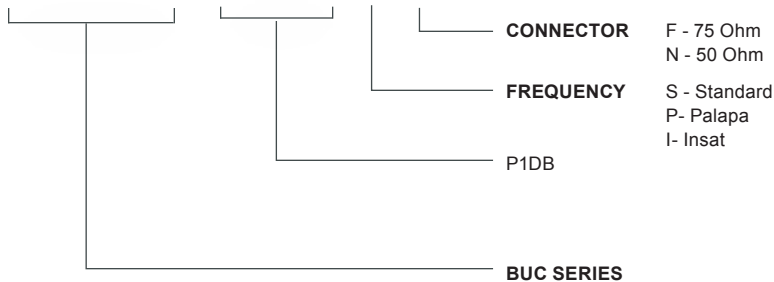 CONNECTOR F - 75 Ohm
N - 50 Ohm
FREQUENCY S - Standard
P- Palapa
I- Insat
P1DB
BUC SERIES